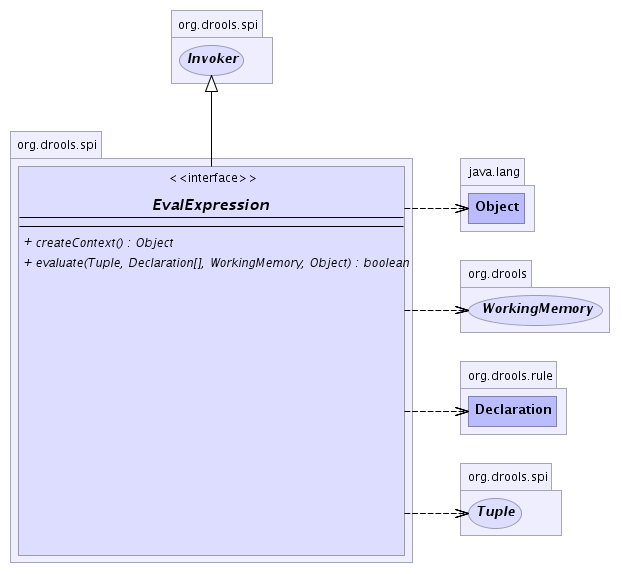 org.drools.spi
Invoker
org.drools.spi
<<interface>>
EvalExpression
+ createContext() : Object
+ evaluate(Tuple, Declaration[], WorkingMemory, Object) : boolean
java.lang
Object
org.drools
WorkingMemory
org.drools.rule
Declaration
org.drools.spi
Tuple